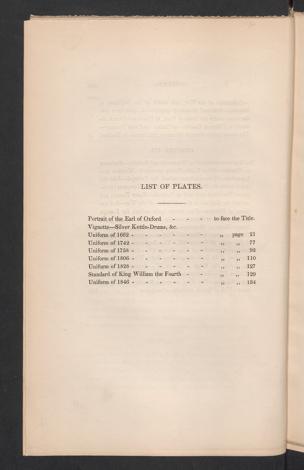 LIST OF PLATES.
Portrait of the Earl of Oxford - - - - to face the Title.
Vignette—Silver Kettle-Drums, &c.
Uniform of 1662 - - - - - - ,, page 21
Uniform of 1742 - - - - - - ,, ,, 77
Uniform of 1758 - - - - - - ,, ,, 92
Uniform of 1806 - - - - - - ,, ,, 110
Uniform of 1828 - - - - - - ,, ,, 127
Standard of King William the Fourth - - ,, ,, 129
Uniform of 1846 - - - - - - ,, ,, 134